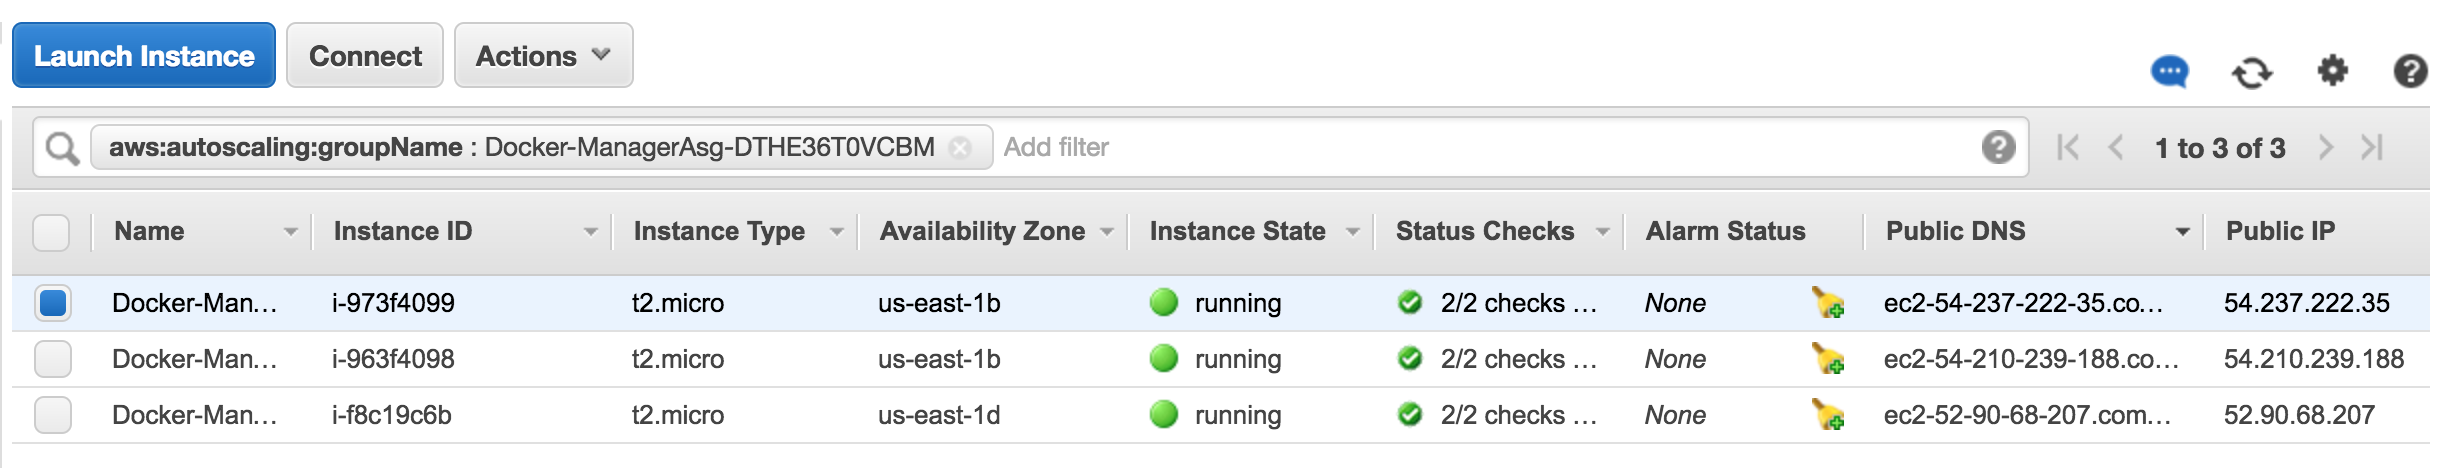 Launch Instance Connect Actions
aws:autoscaling:groupName : Docker-ManagerAsg-DTHE36T0VCBM Add filter ? 1 to 3 of 3
Name Instance ID Instance Type Availability Zone Instance State Status Checks Alarm Status Public DNS Public IP
Docker-Man... i-973f4099 t2.micro us-east-1b running 2/2 checks ... None ec2-54-237-222-35.co... 54.237.222.35
Docker-Man... i-963f4098 t2.micro us-east-1b running 2/2 checks ... None ec2-54-210-239-188.co... 54.210.239.188
Docker-Man... i-f8c19c6b t2.micro us-east-1d running 2/2 checks ... None ec2-52-90-68-207.com... 52.90.68.207